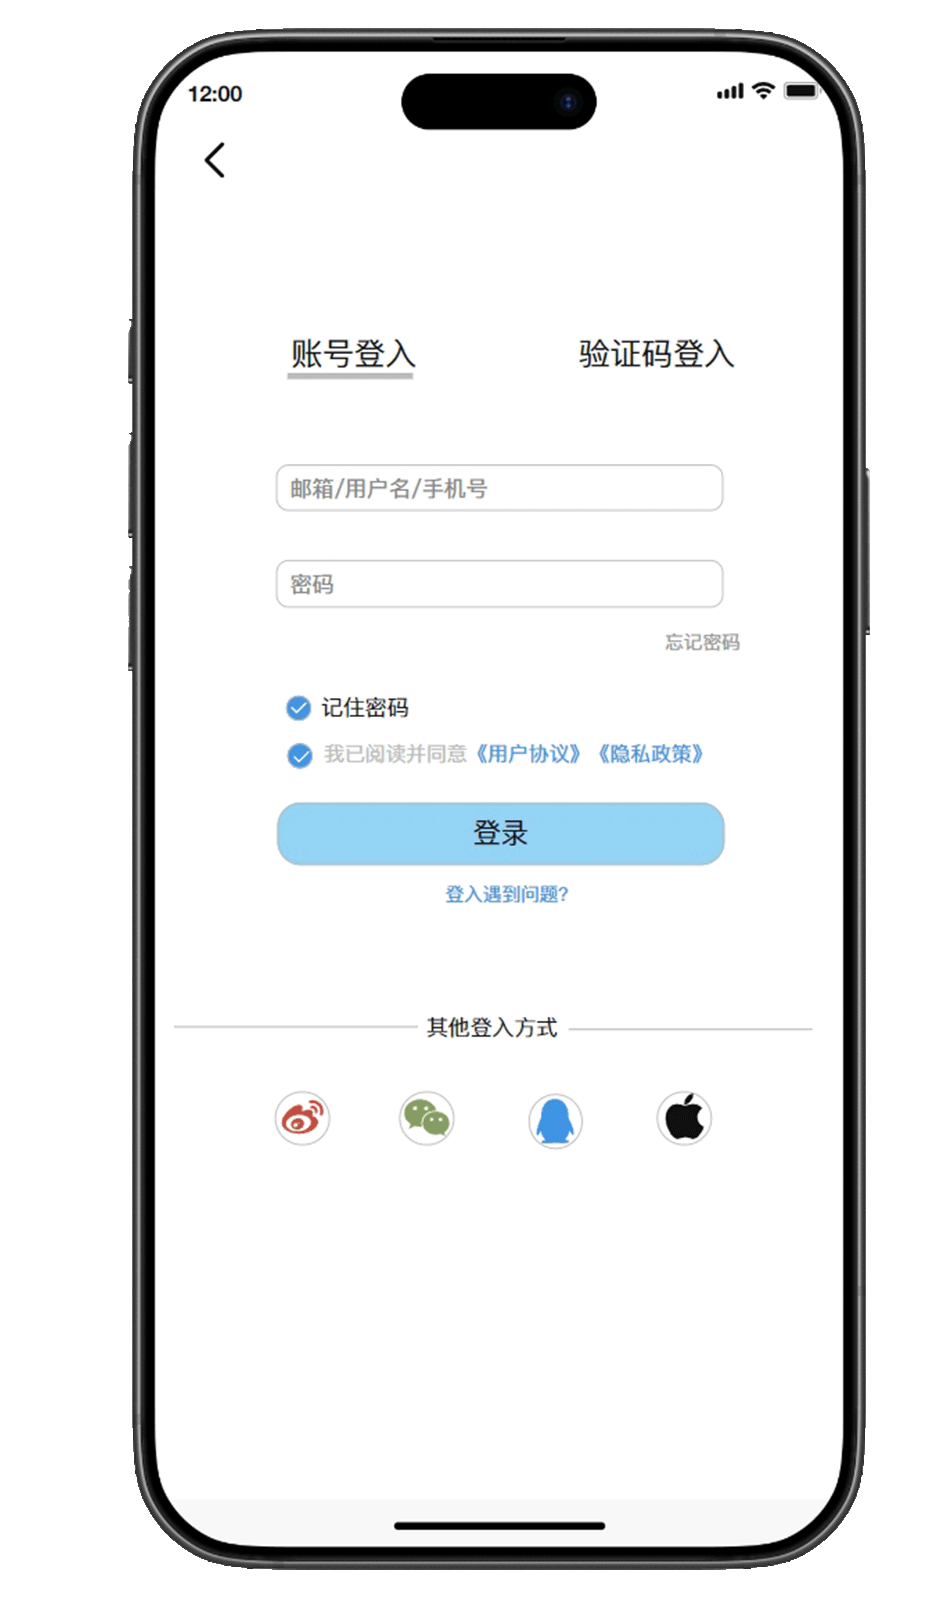 12:00
账号登入 验证码登入
邮箱/用户名/手机号
密码
忘记密码
记住密码
我已阅读并同意《用户协议》《隐私政策》
登录
登入遇到问题?
其他登入方式